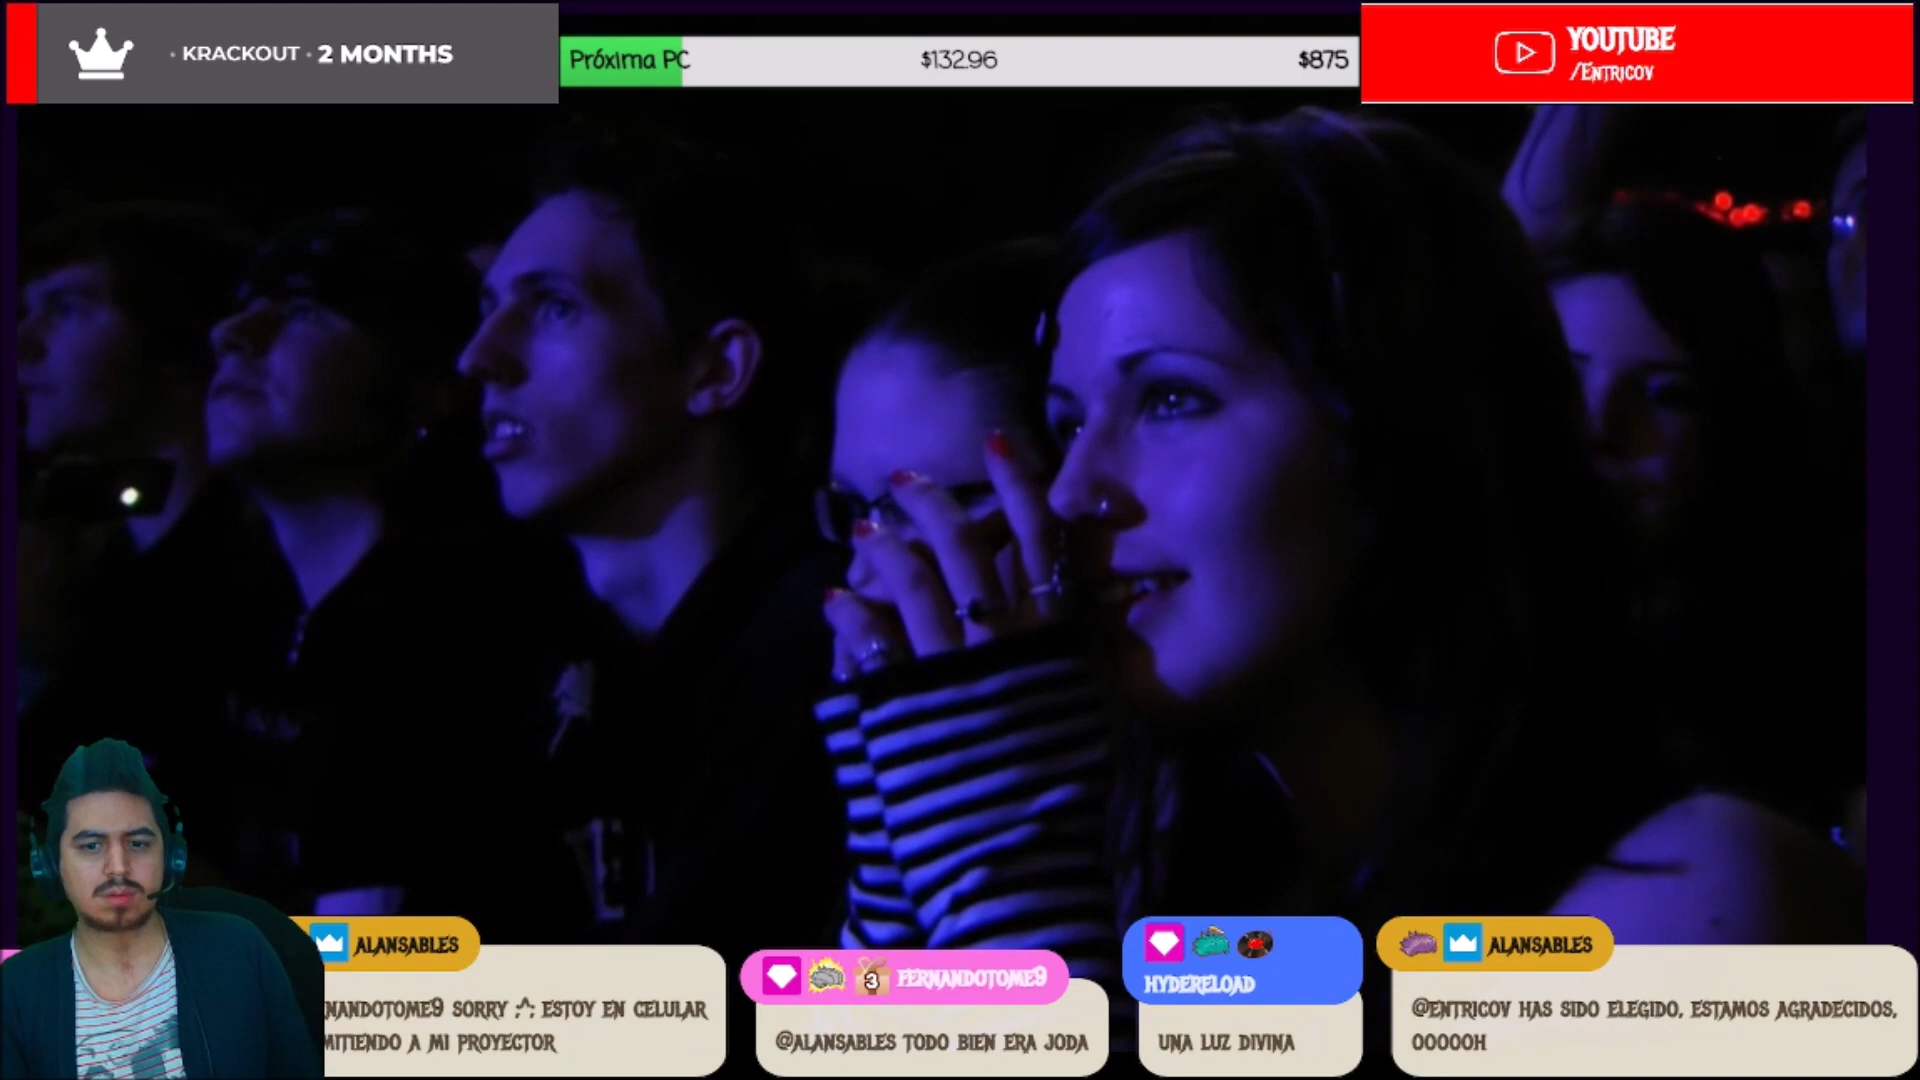 · KRACKOUT · 2 MONTHS
Próxima PC $132.96 $875
YOUTUBE
/ENTRICOV
ALANSABLES
NANDOTOME9 SORRY :^; ESTOY EN CELULAR
MITIENDO A MI PROYECTOR
3 FERNANDOTOME9
@ALANSABLES TODO BIEN ERA JODA
HYDERELOAD
UNA LUZ DIVINA
ALANSABLES
@ENTRICOV HAS SIDO ELEGIDO, ESTAMOS AGRADECIDOS,
OOOOOH